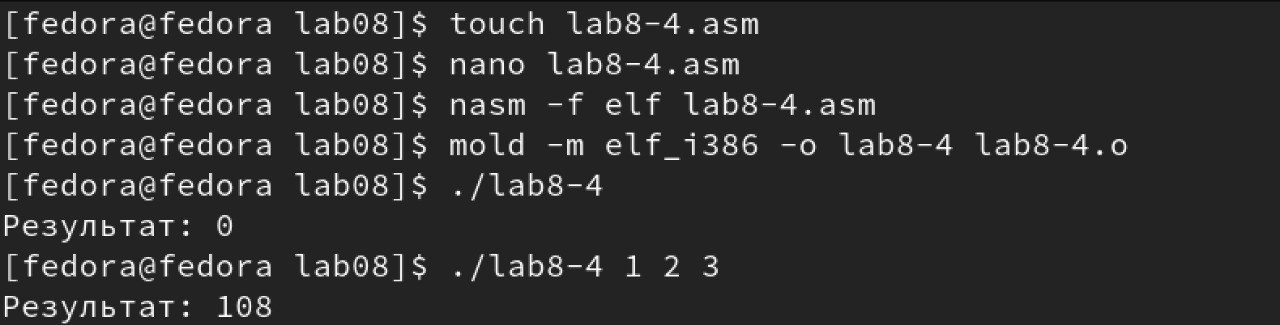 [fedora@fedora lab08]$ touch lab8-4.asm
[fedora@fedora lab08]$ nano lab8-4.asm
[fedora@fedora lab08]$ nasm -f elf lab8-4.asm
[fedora@fedora lab08]$ mold -m elf_i386 -o lab8-4 lab8-4.o
[fedora@fedora lab08]$ ./lab8-4
Результат: 0
[fedora@fedora lab08]$ ./lab8-4 1 2 3
Результат: 108